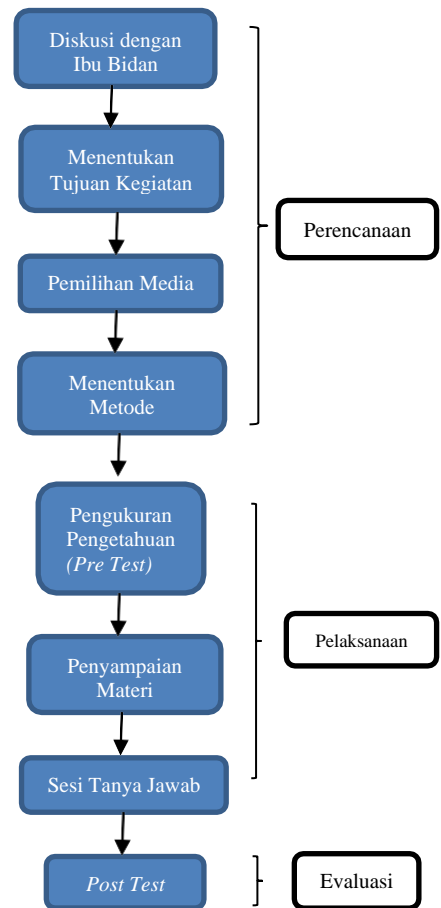 Diskusi dengan
Ibu Bidan
Menentukan
Tujuan Kegiatan
Perencanaan
Pemilihan Media
Menentukan
Metode
Pengukuran
Pengetahuan
(Pre Test)
Pelaksanaan
Penyampaian
Materi
Sesi Tanya Jawab
Post Test
Evaluasi